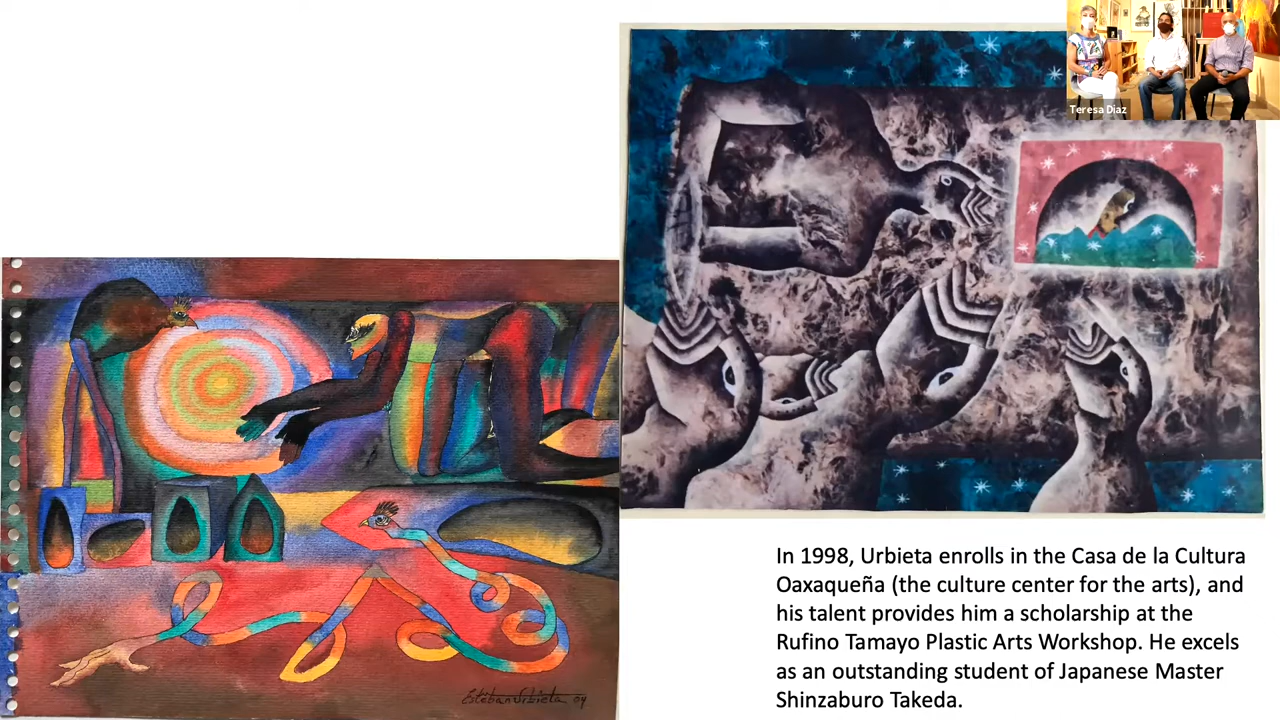 Teresa Diaz
In 1998, Urbieta enrolls in the Casa de la Cultura
Oaxaqueña (the culture center for the arts), and
his talent provides him a scholarship at the
Rufino Tamayo Plastic Arts Workshop. He excels
as an outstanding student of Japanese Master
Shinzaburo Takeda.
Esteban Urbieta 04